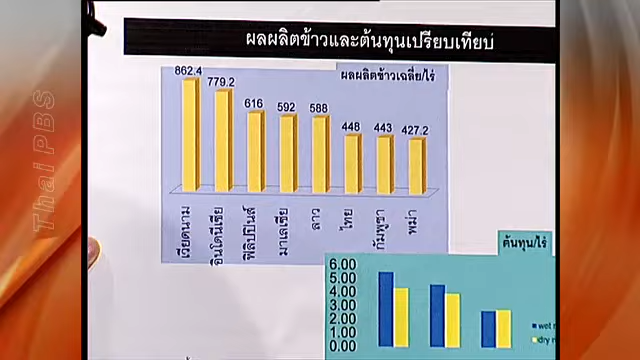 ผลผลิตข้าวและต้นทุนเปรียบเทียบ
ผลผลิตข้าวเฉลี่ย/ไร่
862.4
779.2
616
592
588
448
443
427.2
เวียดนาม
อินโดนีเซีย
ฟิลิปปินส์
มาเลเซีย
ลาว
ไทย
กัมพูชา
พม่า
ต้นทุน/ไร่
6.00
5.00
4.00
3.00
2.00
1.00
0.00
wet
dry
Thai PBS